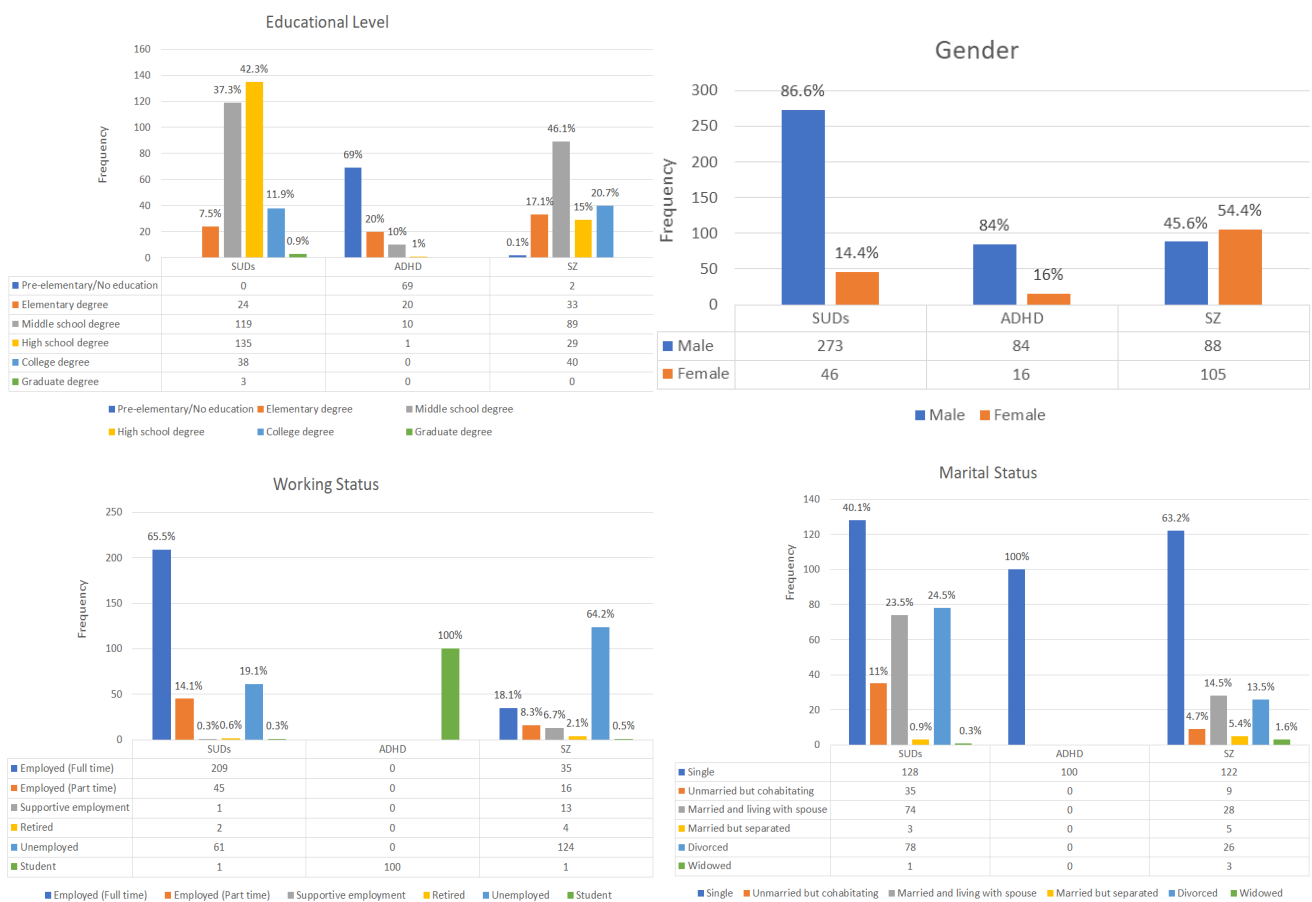 Educational Level
160
140
120
100
80
60
40
20
0
Frequency
7.5%
37.3%
42.3%
11.9%
0.9%
69%
20%
10%
1%
0.1%
17.1%
46.1%
15%
20.7%
SUDs ADHD SZ
Pre-elementary/No education 0 69 2
Elementary degree 24 20 33
Middle school degree 119 10 89
High school degree 135 1 29
College degree 38 0 40
Graduate degree 3 0 0
Pre-elementary/No education Elementary degree Middle school degree
High school degree College degree Graduate degree
Gender
300
250
200
150
100
50
0
Frequency
86.6%
14.4%
84%
16%
45.6%
54.4%
SUDs ADHD SZ
Male 273 84 88
Female 46 16 105
Male Female
Working Status
250
200
150
100
50
0
Frequency
65.5%
14.1%
0.3%
0.6%
19.1%
0.3%
100%
18.1%
8.3%
6.7%
2.1%
64.2%
0.5%
SUDs ADHD SZ
Employed (Full time) 209 0 35
Employed (Part time) 45 0 16
Supportive employment 1 0 13
Retired 2 0 4
Unemployed 61 0 124
Student 1 100 1
Employed (Full time) Employed (Part time) Supportive employment Retired Unemployed Student
Marital Status
140
120
100
80
60
40
20
0
Frequency
40.1%
11%
23.5%
0.9%
24.5%
0.3%
100%
63.2%
4.7%
14.5%
5.4%
13.5%
1.6%
SUDs ADHD SZ
Single 128 100 122
Unmarried but cohabitating 35 0 9
Married and living with spouse 74 0 28
Married but separated 3 0 5
Divorced 78 0 26
Widowed 1 0 3
Single Unmarried but cohabitating Married and living with spouse Married but separated Divorced Widowed